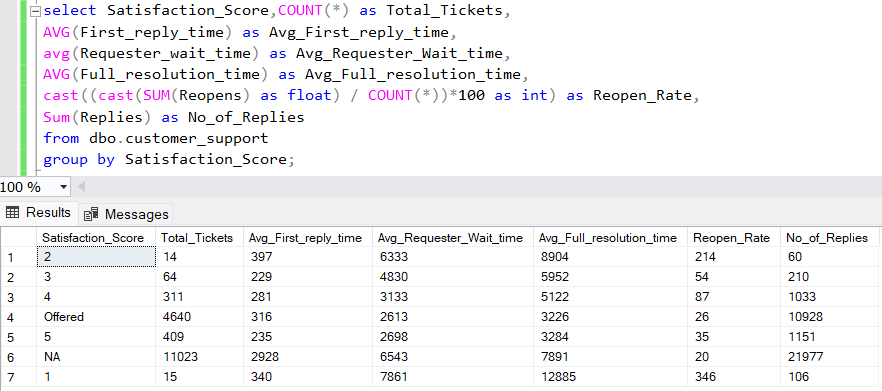 select Satisfaction_Score,COUNT(*) as Total_Tickets,
AVG(First_reply_time) as Avg_First_reply_time,
avg(Requester_wait_time) as Avg_Requester_Wait_time,
AVG(Full_resolution_time) as Avg_Full_resolution_time,
cast((cast(SUM(Reopens) as float) / COUNT(*))*100 as int) as Reopen_Rate,
Sum(Replies) as No_of_Replies
from dbo.customer_support
group by Satisfaction_Score;
100 %
Results Messages
Satisfaction_Score Total_Tickets Avg_First_reply_time Avg_Requester_Wait_time Avg_Full_resolution_time Reopen_Rate No_of_Replies
1 2 14 397 6333 8904 214 60
2 3 64 229 4830 5952 54 210
3 4 311 281 3133 5122 87 1033
4 Offered 4640 316 2613 3226 26 10928
5 5 409 235 2698 3284 35 1151
6 NA 11023 2928 6543 7891 20 21977
7 1 15 340 7861 12885 346 106